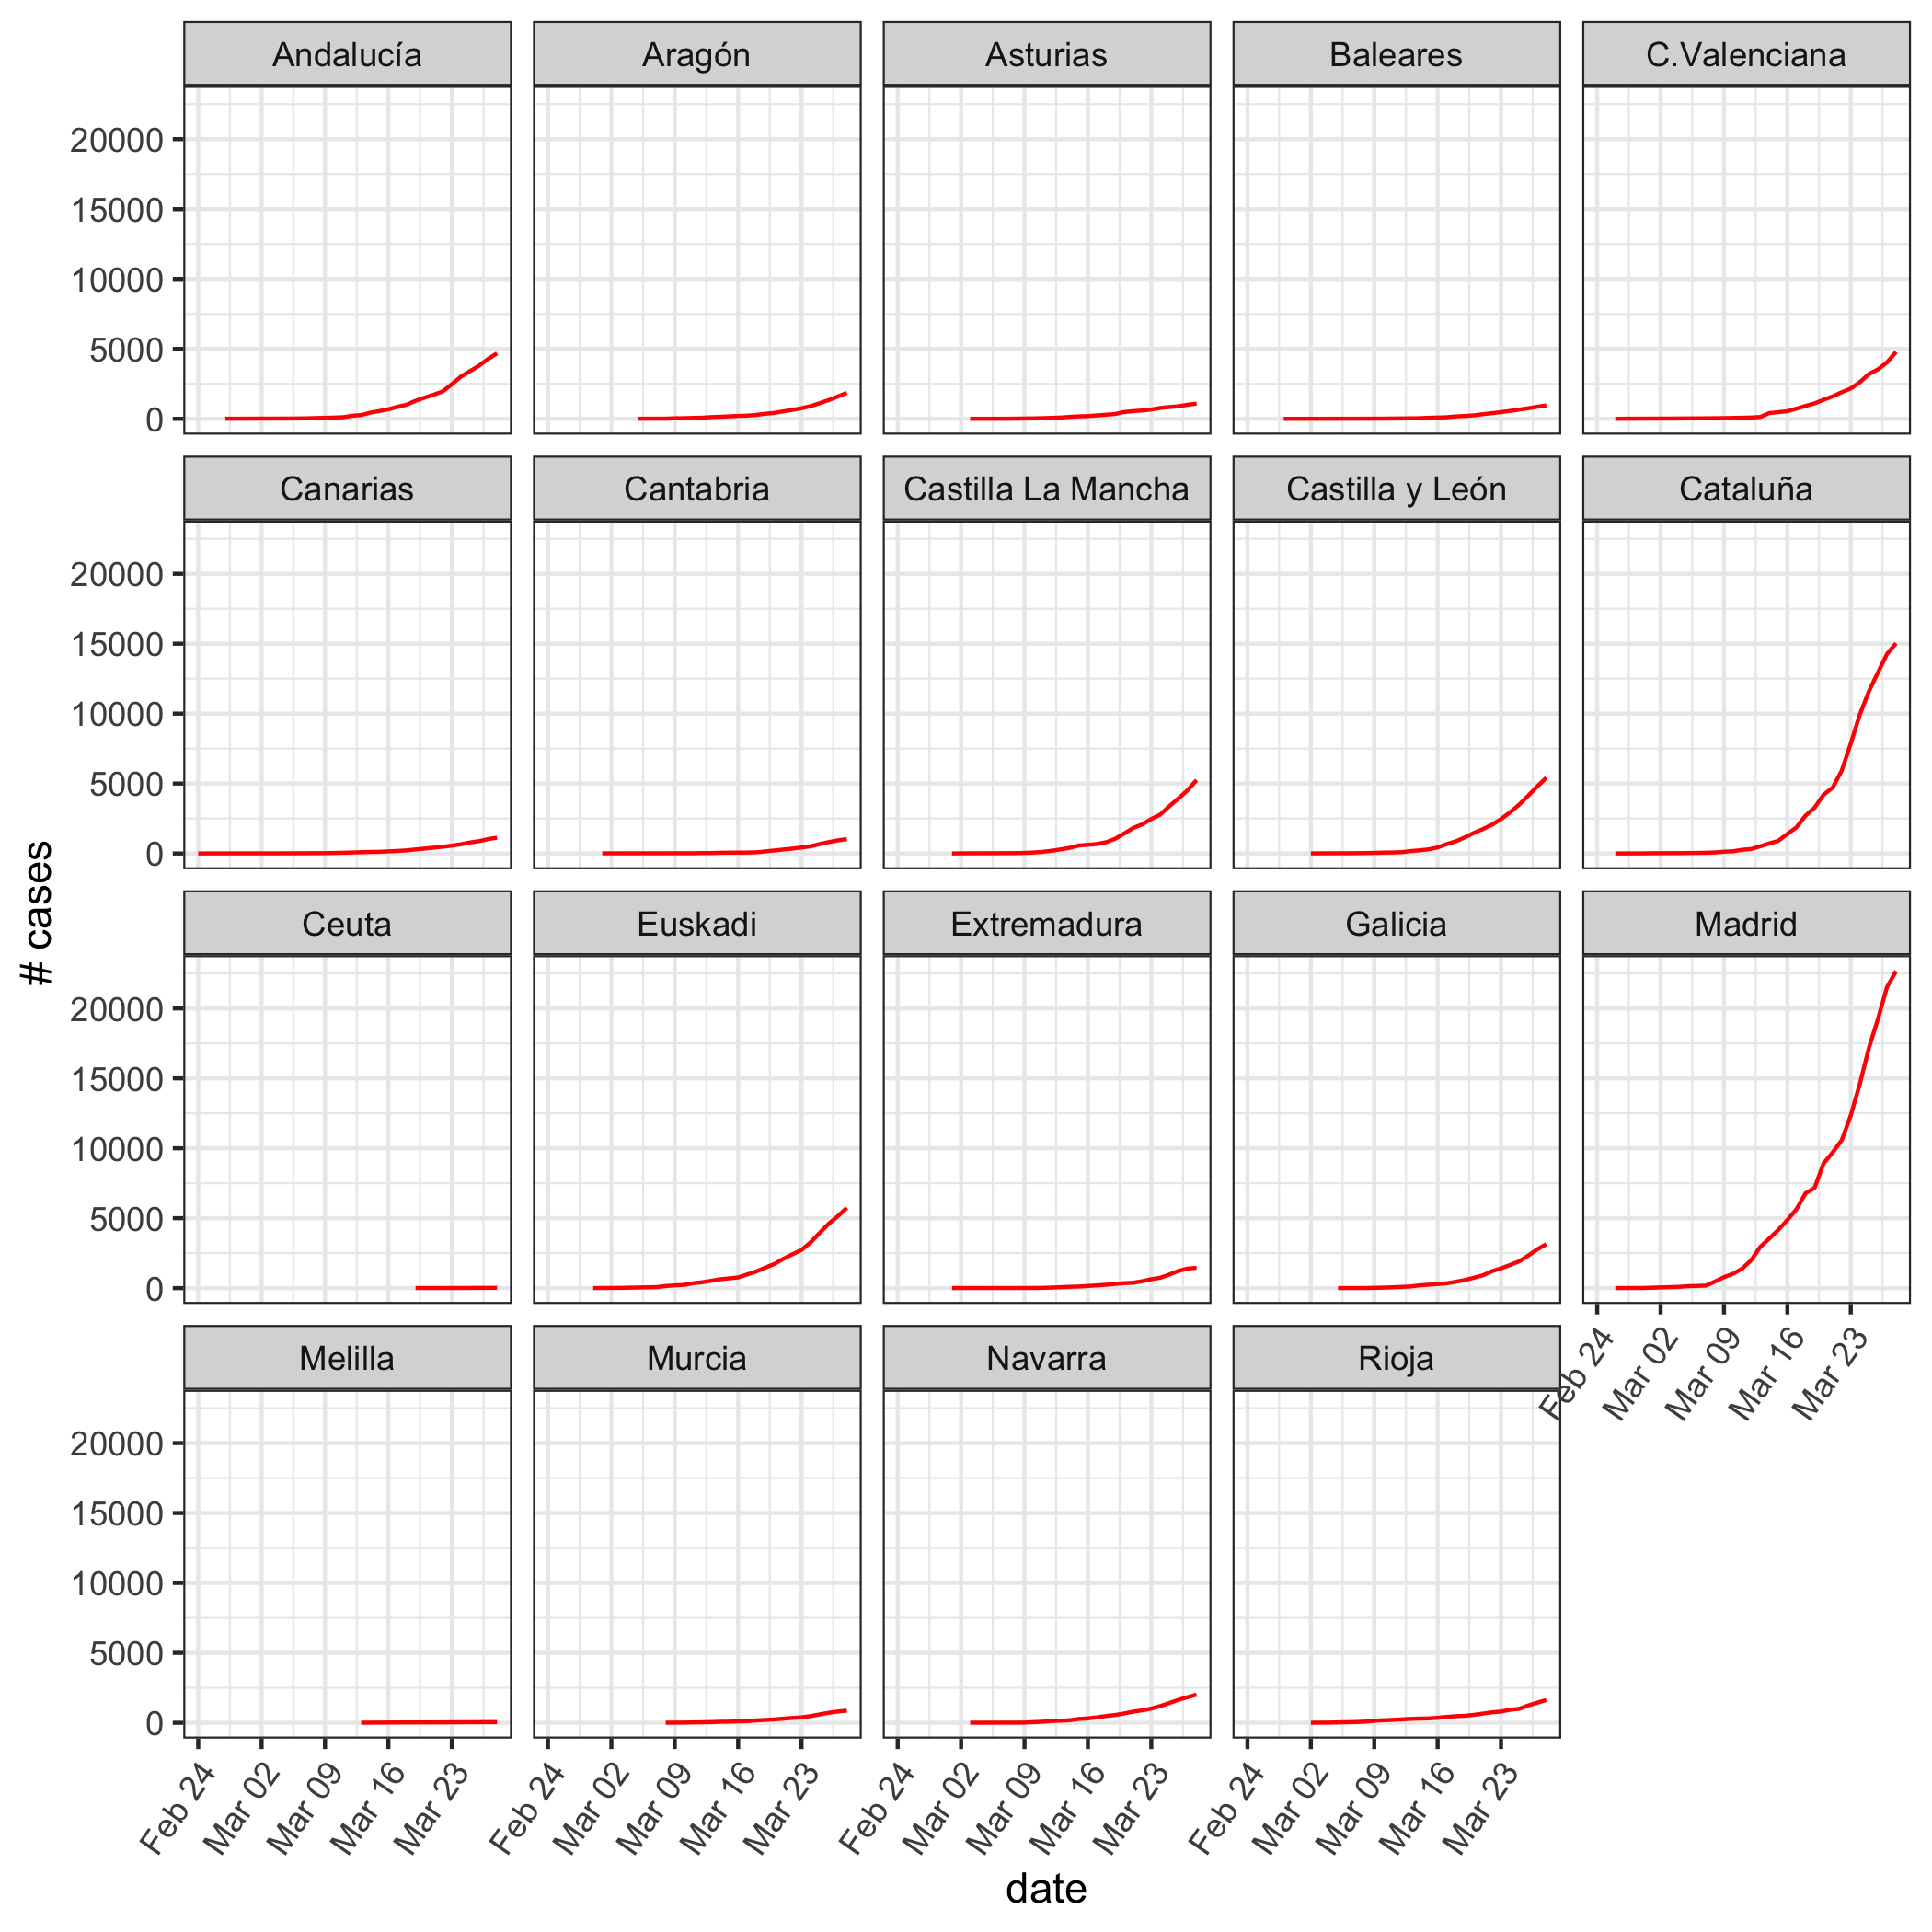 Andalucía Aragón Asturias Baleares C.Valenciana
20000
15000
10000
5000
0
Canarias Cantabria Castilla La Mancha Castilla y León Cataluña
20000
15000
10000
5000
0
# cases
Ceuta Euskadi Extremadura Galicia Madrid
20000
15000
10000
5000
0
Feb 24 Mar 02 Mar 09 Mar 16 Mar 23
Melilla Murcia Navarra Rioja
20000
15000
10000
5000
0
Feb 24 Mar 02 Mar 09 Mar 16 Mar 23 Feb 24 Mar 02 Mar 09 Mar 16 Mar 23 Feb 24 Mar 02 Mar 09 Mar 16 Mar 23 Feb 24 Mar 02 Mar 09 Mar 16 Mar 23
date